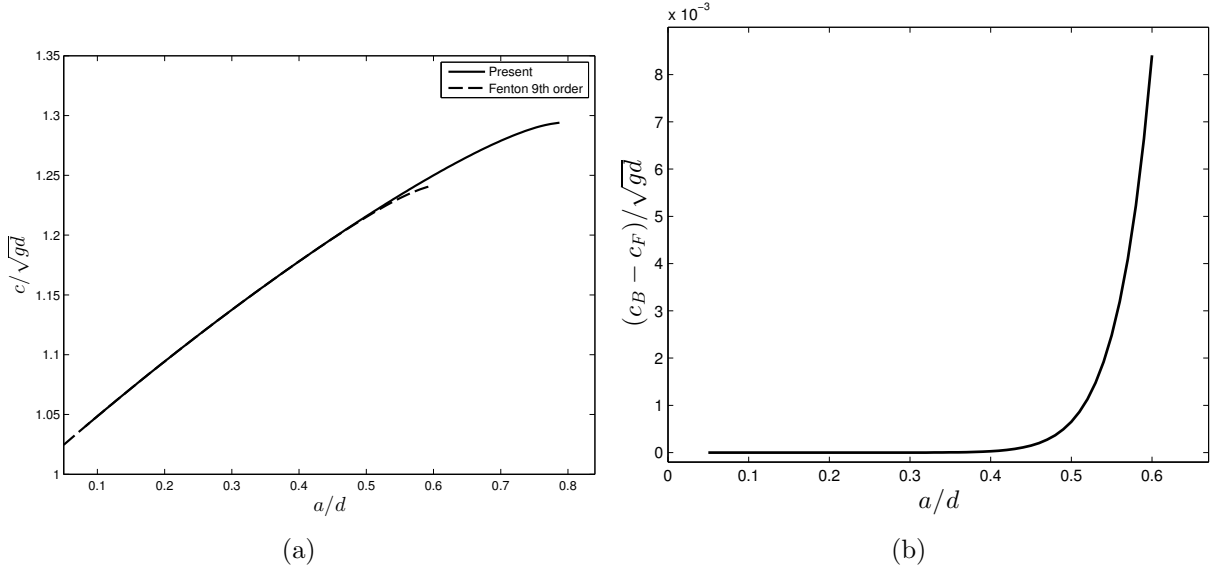 1.35
1.3
1.25
1.2
1.15
1.1
1.05
1
c/√gd
0.1 0.2 0.3 0.4 0.5 0.6 0.7 0.8
a/d
Present
Fenton 9th order
(a)
x 10⁻³
8
7
6
5
4
3
2
1
0
(c_B − c_F)/√gd
0 0.1 0.2 0.3 0.4 0.5 0.6
a/d
(b)